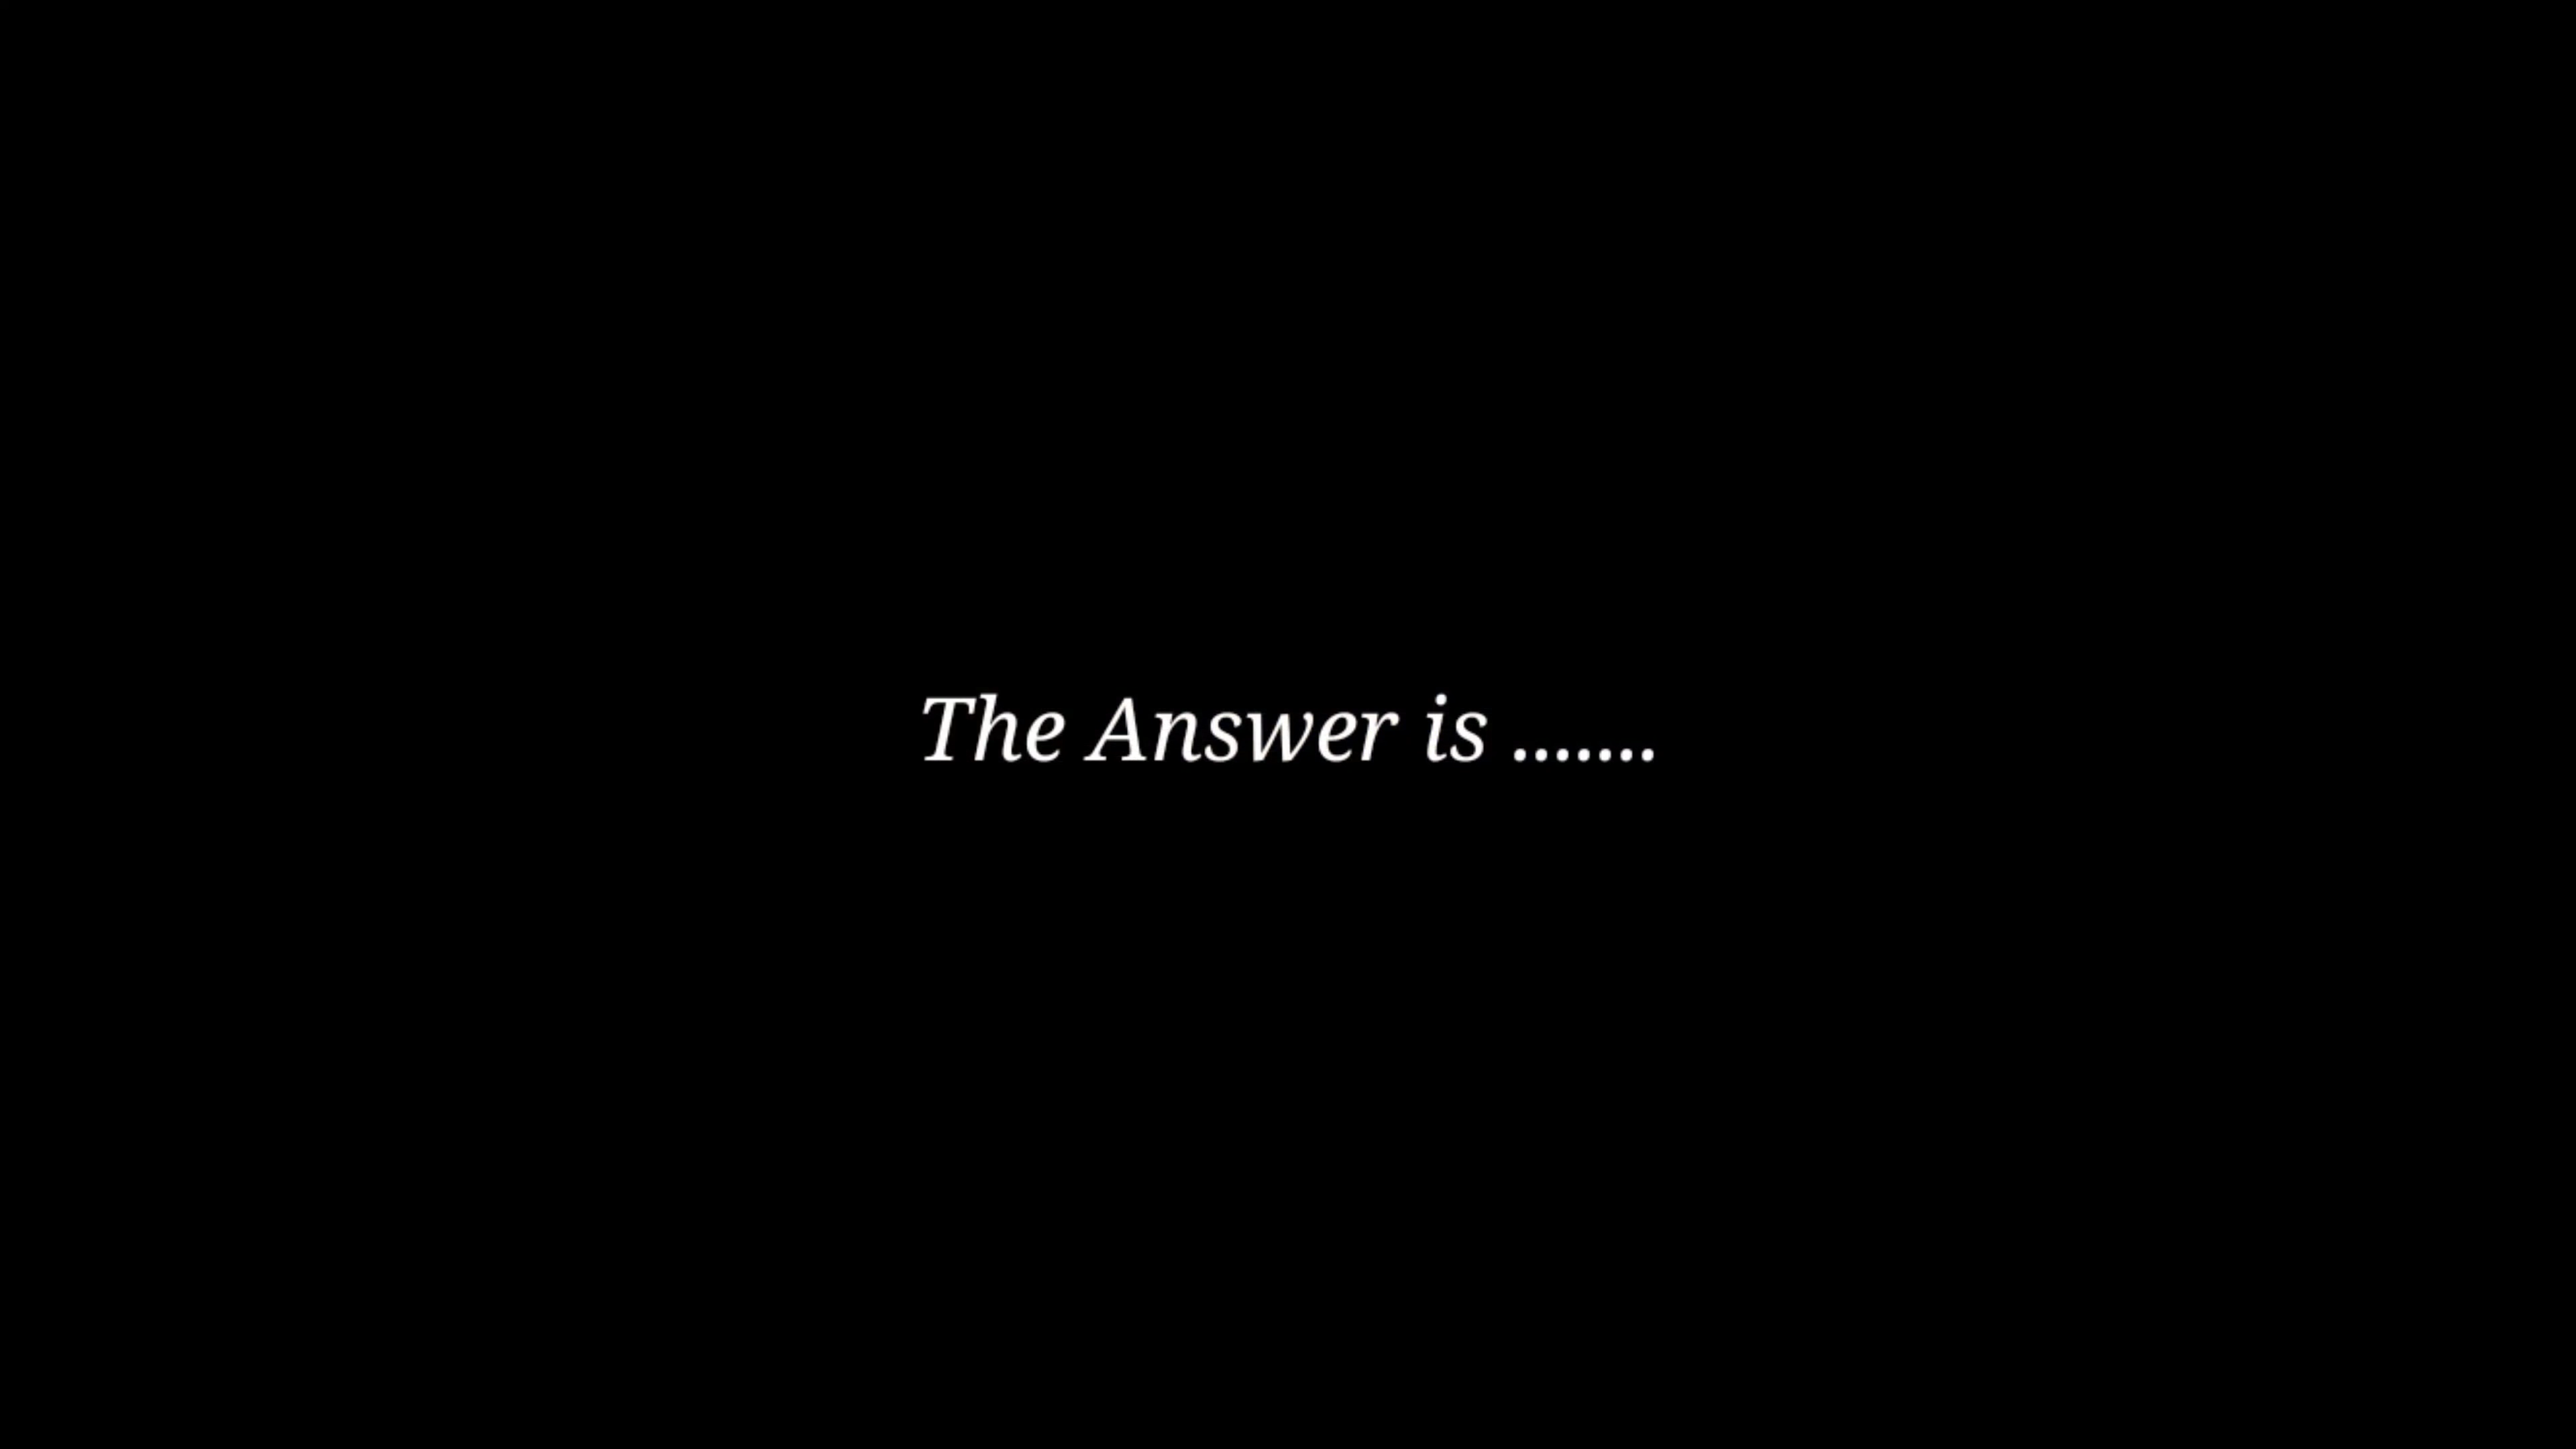 The Answer is .......